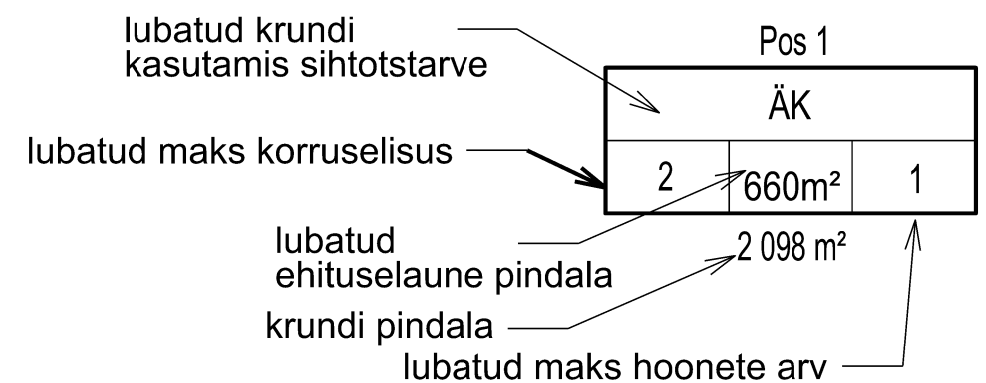 lubatud krundi
kasutamis sihtotstarve
Pos 1
ÄK
lubatud maks korruselisus
2
660m²
1
lubatud
ehituselaune pindala
2 098 m²
krundi pindala
lubatud maks hoonete arv